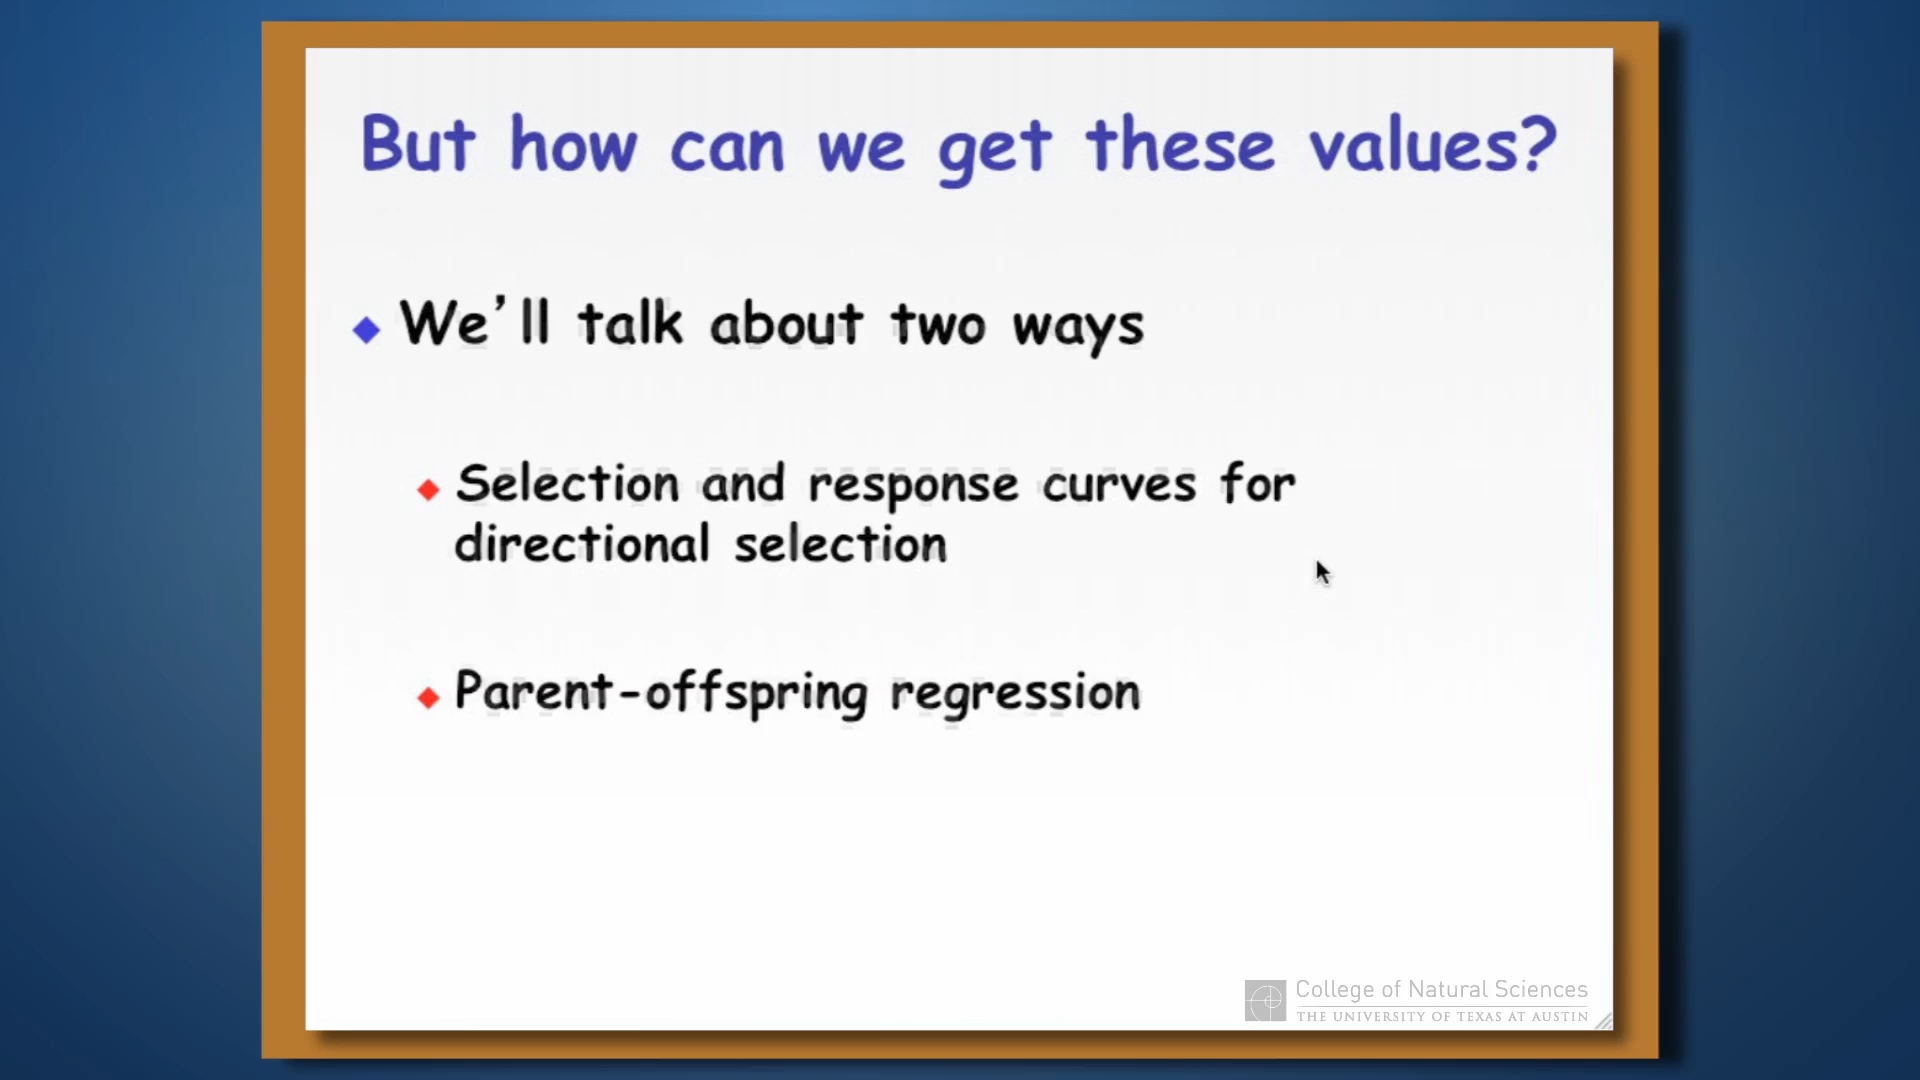 But how can we get these values?
We'll talk about two ways
Selection and response curves for
directional selection
Parent-offspring regression
College of Natural Sciences
THE UNIVERSITY OF TEXAS AT AUSTIN